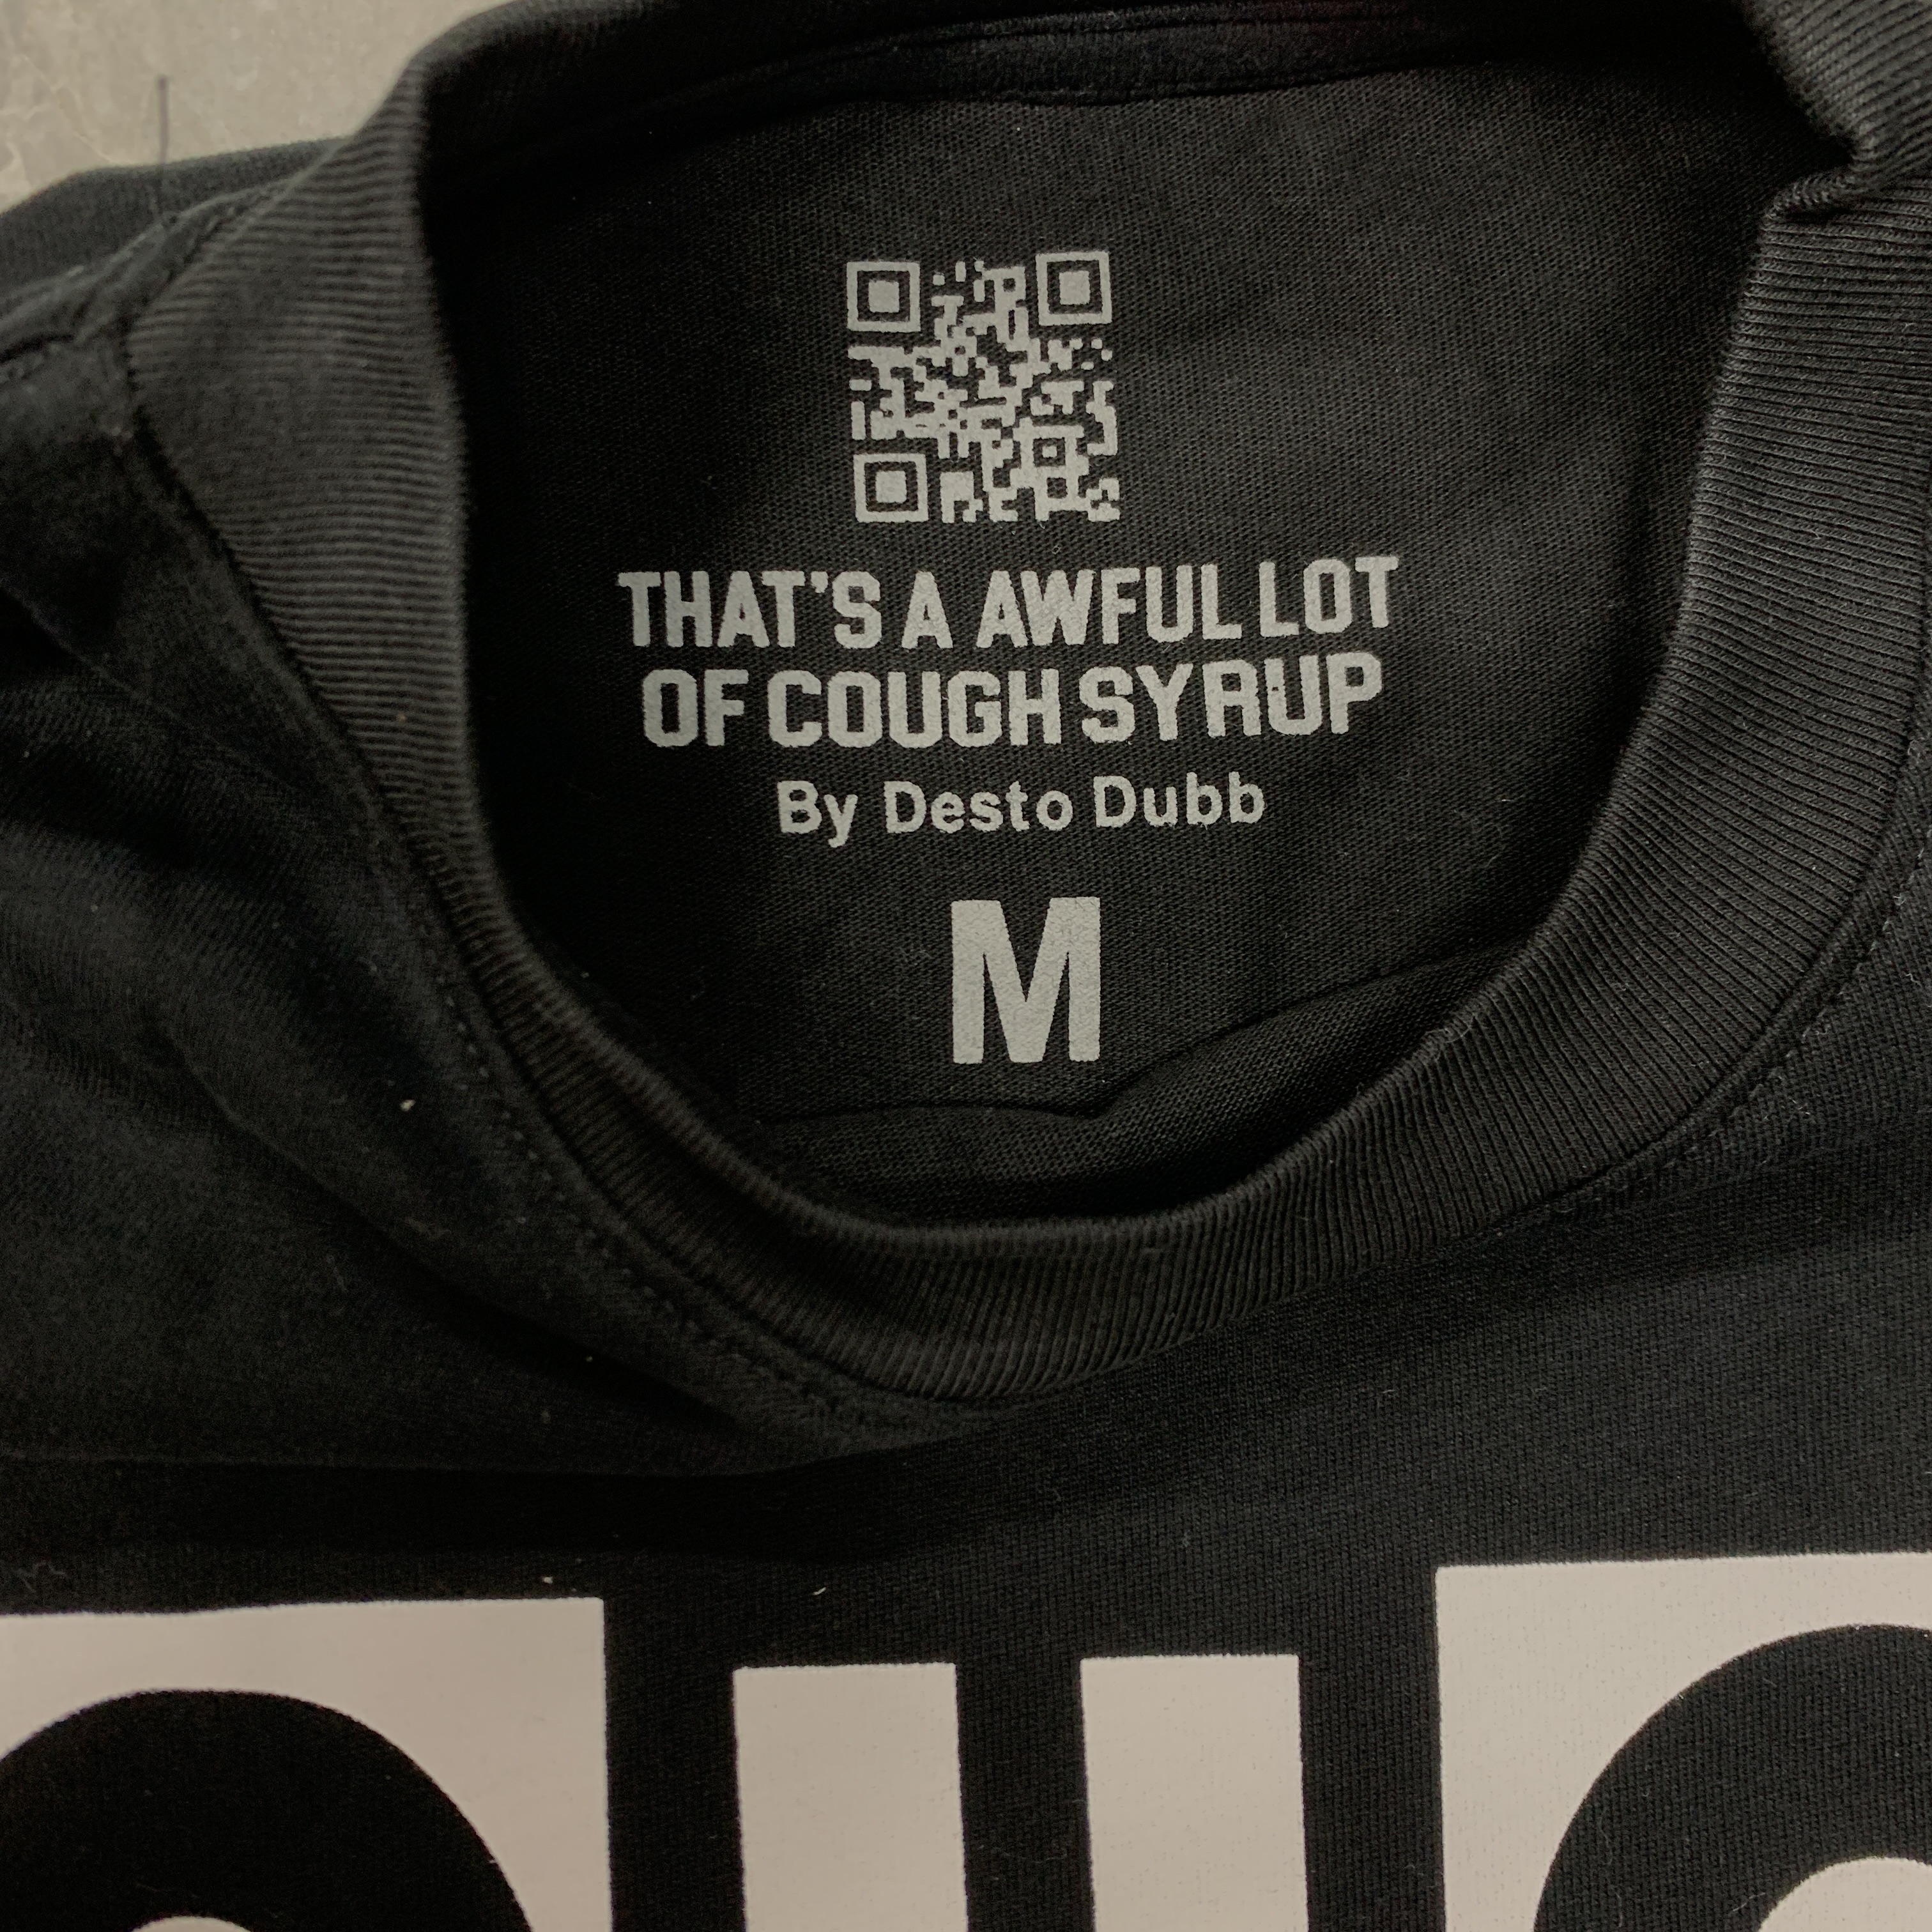 THAT'S A AWFUL LOT
OF COUGH SYRUP
By Desto Dubb
M